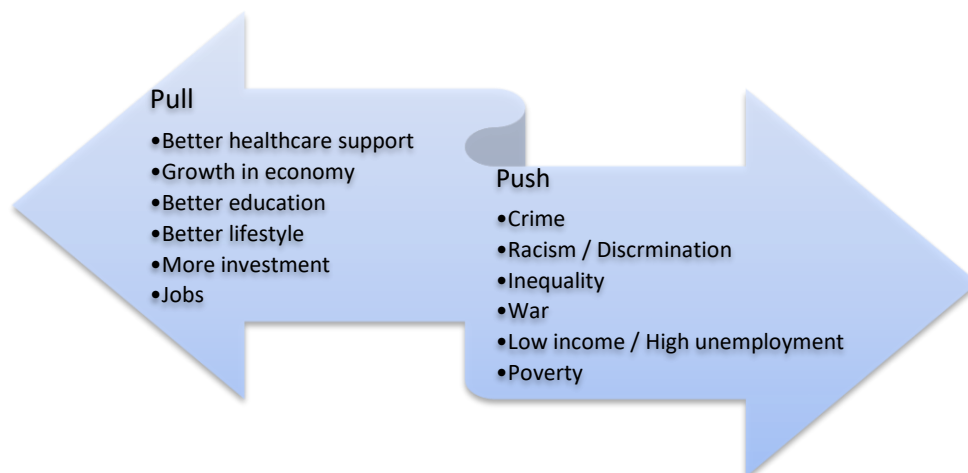 Pull
•Better healthcare support
•Growth in economy
•Better education
•Better lifestyle
•More investment
•Jobs
Push
•Crime
•Racism / Discrmination
•Inequality
•War
•Low income / High unemployment
•Poverty